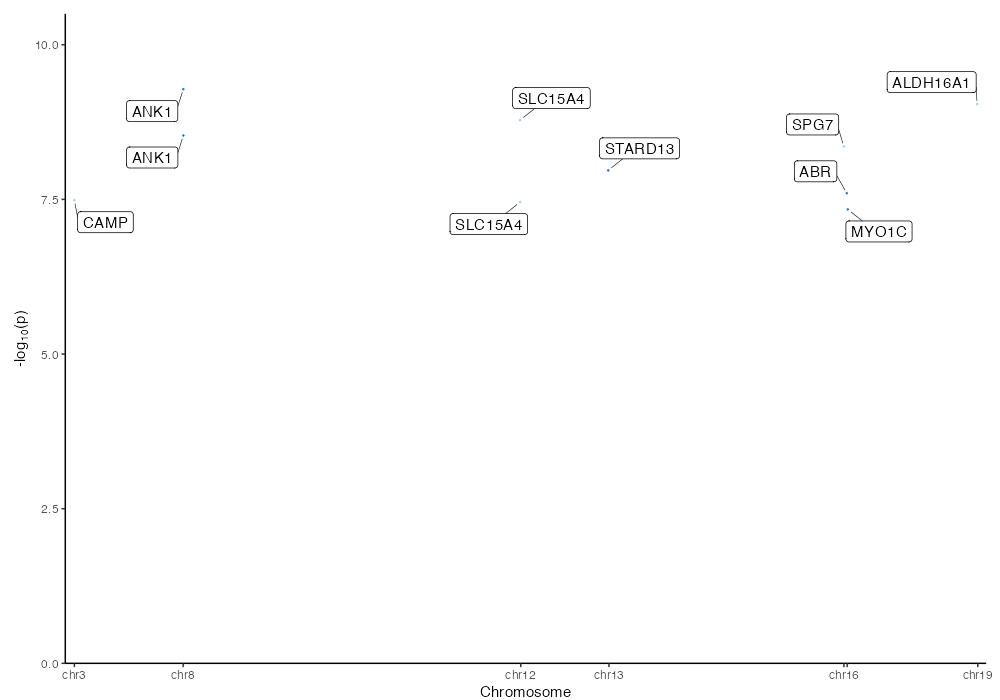 10.0
7.5
5.0
2.5
0.0
-log10(p)
ALDH16A1
SLC15A4
ANK1
SPG7
STARD13
ANK1
ABR
CAMP
SLC15A4
MYO1C
chr3 chr8 chr12 chr13 chr16 chr19
Chromosome